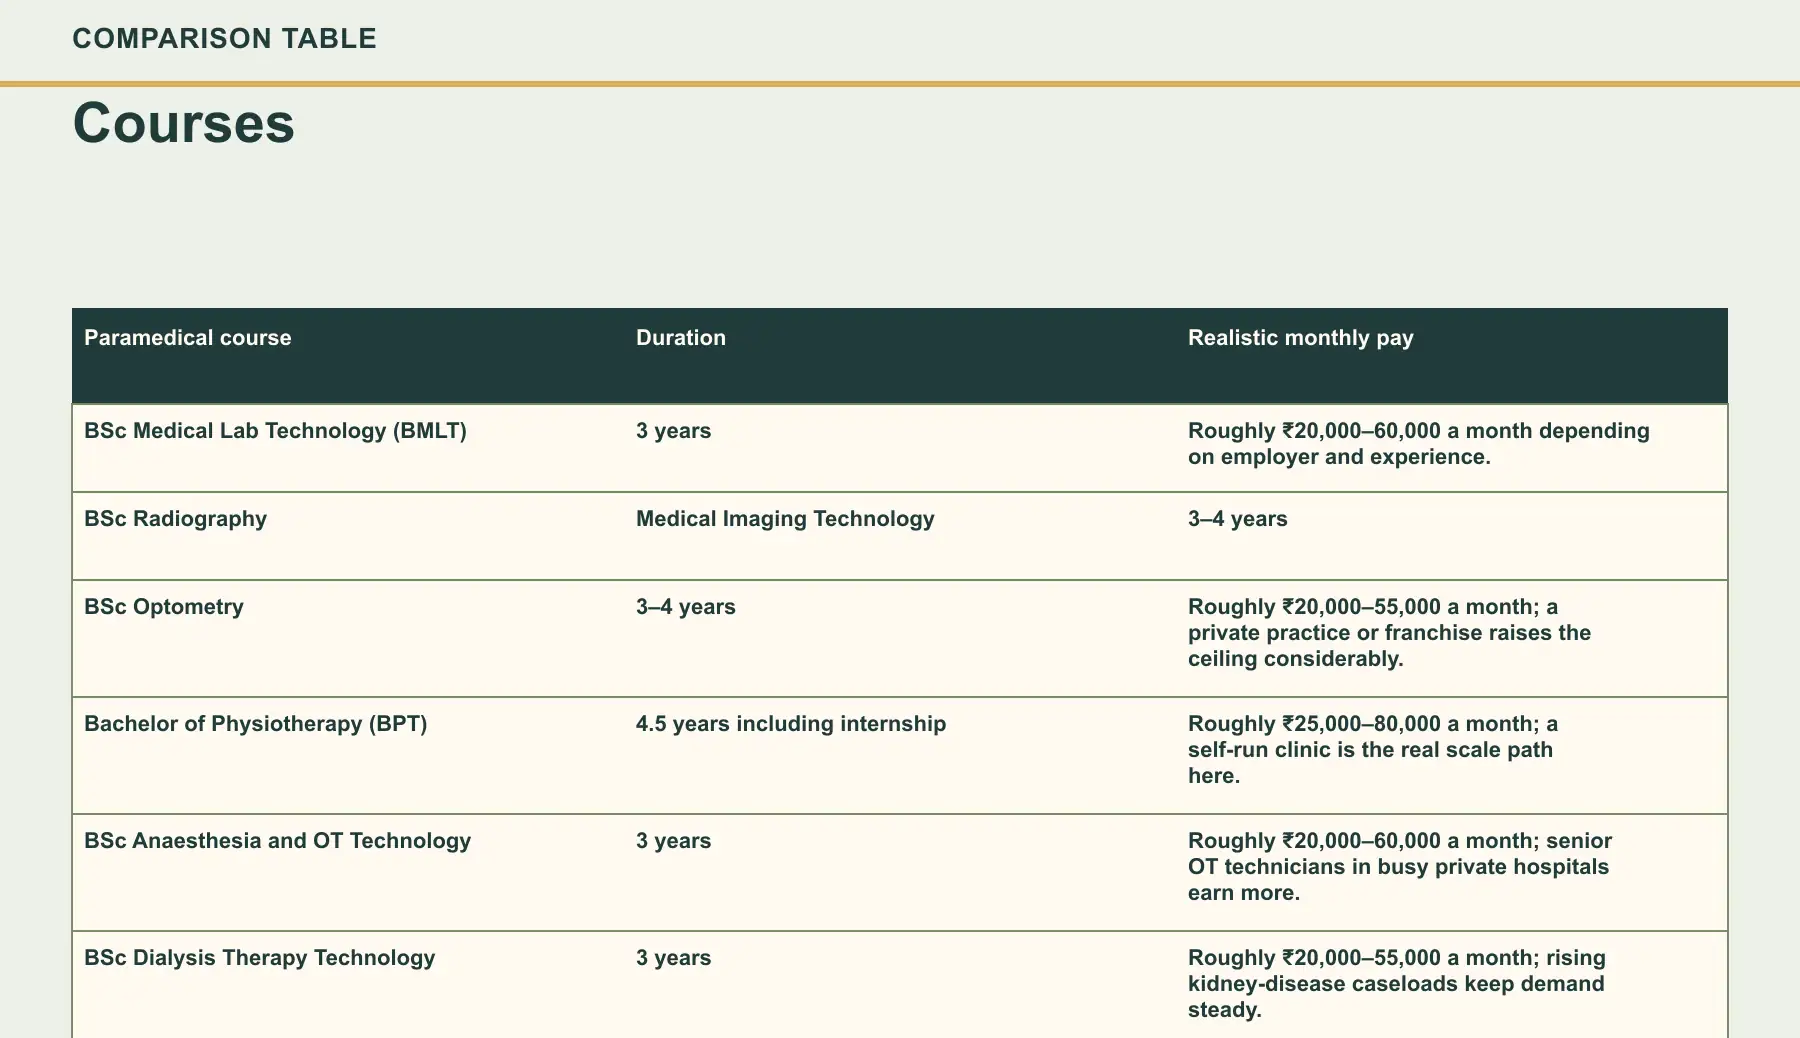 COMPARISON TABLE
Courses
Paramedical course Duration Realistic monthly pay
BSc Medical Lab Technology (BMLT) 3 years Roughly ₹20,000–60,000 a month depending
on employer and experience.
BSc Radiography Medical Imaging Technology 3–4 years
BSc Optometry 3–4 years Roughly ₹20,000–55,000 a month; a
private practice or franchise raises the
ceiling considerably.
Bachelor of Physiotherapy (BPT) 4.5 years including internship Roughly ₹25,000–80,000 a month; a
self-run clinic is the real scale path
here.
BSc Anaesthesia and OT Technology 3 years Roughly ₹20,000–60,000 a month; senior
OT technicians in busy private hospitals
earn more.
BSc Dialysis Therapy Technology 3 years Roughly ₹20,000–55,000 a month; rising
kidney-disease caseloads keep demand
steady.